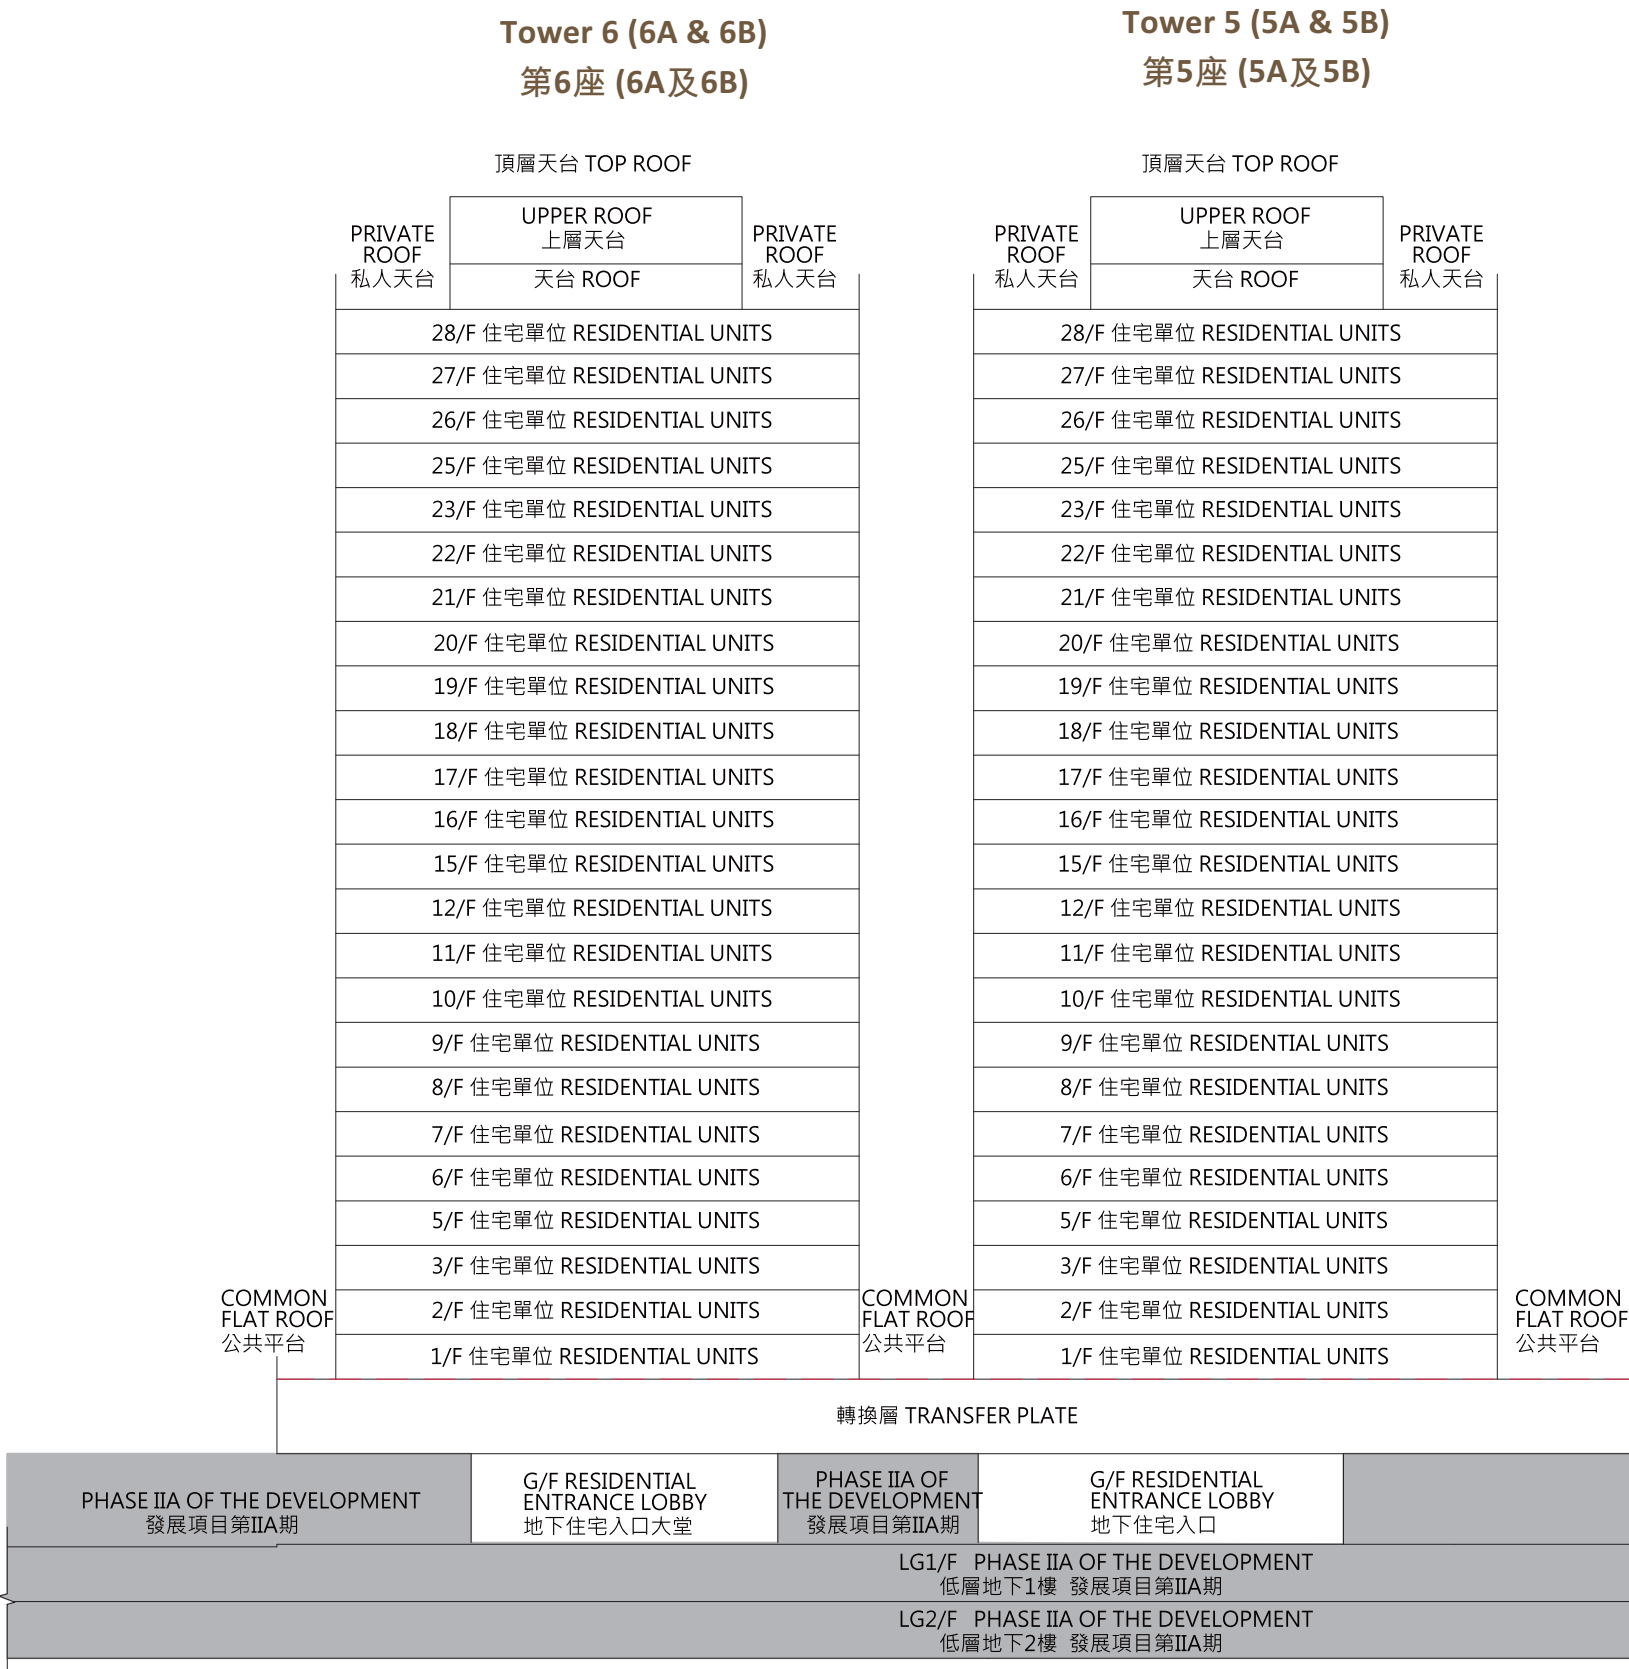 Tower 6 (6A & 6B)
第6座 (6A及6B)
Tower 5 (5A & 5B)
第5座 (5A及5B)
頂層天台 TOP ROOF
頂層天台 TOP ROOF
PRIVATE
ROOF
私人天台
UPPER ROOF
上層天台
天台 ROOF
PRIVATE
ROOF
私人天台
PRIVATE
ROOF
私人天台
UPPER ROOF
上層天台
天台 ROOF
PRIVATE
ROOF
私人天台
28/F 住宅單位 RESIDENTIAL UNITS
28/F 住宅單位 RESIDENTIAL UNITS
27/F 住宅單位 RESIDENTIAL UNITS
27/F 住宅單位 RESIDENTIAL UNITS
26/F 住宅單位 RESIDENTIAL UNITS
26/F 住宅單位 RESIDENTIAL UNITS
25/F 住宅單位 RESIDENTIAL UNITS
25/F 住宅單位 RESIDENTIAL UNITS
23/F 住宅單位 RESIDENTIAL UNITS
23/F 住宅單位 RESIDENTIAL UNITS
22/F 住宅單位 RESIDENTIAL UNITS
22/F 住宅單位 RESIDENTIAL UNITS
21/F 住宅單位 RESIDENTIAL UNITS
21/F 住宅單位 RESIDENTIAL UNITS
20/F 住宅單位 RESIDENTIAL UNITS
20/F 住宅單位 RESIDENTIAL UNITS
19/F 住宅單位 RESIDENTIAL UNITS
19/F 住宅單位 RESIDENTIAL UNITS
18/F 住宅單位 RESIDENTIAL UNITS
18/F 住宅單位 RESIDENTIAL UNITS
17/F 住宅單位 RESIDENTIAL UNITS
17/F 住宅單位 RESIDENTIAL UNITS
16/F 住宅單位 RESIDENTIAL UNITS
16/F 住宅單位 RESIDENTIAL UNITS
15/F 住宅單位 RESIDENTIAL UNITS
15/F 住宅單位 RESIDENTIAL UNITS
12/F 住宅單位 RESIDENTIAL UNITS
12/F 住宅單位 RESIDENTIAL UNITS
11/F 住宅單位 RESIDENTIAL UNITS
11/F 住宅單位 RESIDENTIAL UNITS
10/F 住宅單位 RESIDENTIAL UNITS
10/F 住宅單位 RESIDENTIAL UNITS
9/F 住宅單位 RESIDENTIAL UNITS
9/F 住宅單位 RESIDENTIAL UNITS
8/F 住宅單位 RESIDENTIAL UNITS
8/F 住宅單位 RESIDENTIAL UNITS
7/F 住宅單位 RESIDENTIAL UNITS
7/F 住宅單位 RESIDENTIAL UNITS
6/F 住宅單位 RESIDENTIAL UNITS
6/F 住宅單位 RESIDENTIAL UNITS
5/F 住宅單位 RESIDENTIAL UNITS
5/F 住宅單位 RESIDENTIAL UNITS
3/F 住宅單位 RESIDENTIAL UNITS
3/F 住宅單位 RESIDENTIAL UNITS
2/F 住宅單位 RESIDENTIAL UNITS
2/F 住宅單位 RESIDENTIAL UNITS
COMMON
FLAT ROOF
公共平台
COMMON
FLAT ROOF
公共平台
COMMON
FLAT ROOF
公共平台
1/F 住宅單位 RESIDENTIAL UNITS
1/F 住宅單位 RESIDENTIAL UNITS
轉換層 TRANSFER PLATE
PHASE IIA OF THE DEVELOPMENT
發展項目第IIA期
G/F RESIDENTIAL
ENTRANCE LOBBY
地下住宅入口大堂
PHASE IIA OF
THE DEVELOPMENT
發展項目第IIA期
G/F RESIDENTIAL
ENTRANCE LOBBY
地下住宅入口
LG1/F PHASE IIA OF THE DEVELOPMENT
低層地下1樓 發展項目第IIA期
LG2/F PHASE IIA OF THE DEVELOPMENT
低層地下2樓 發展項目第IIA期